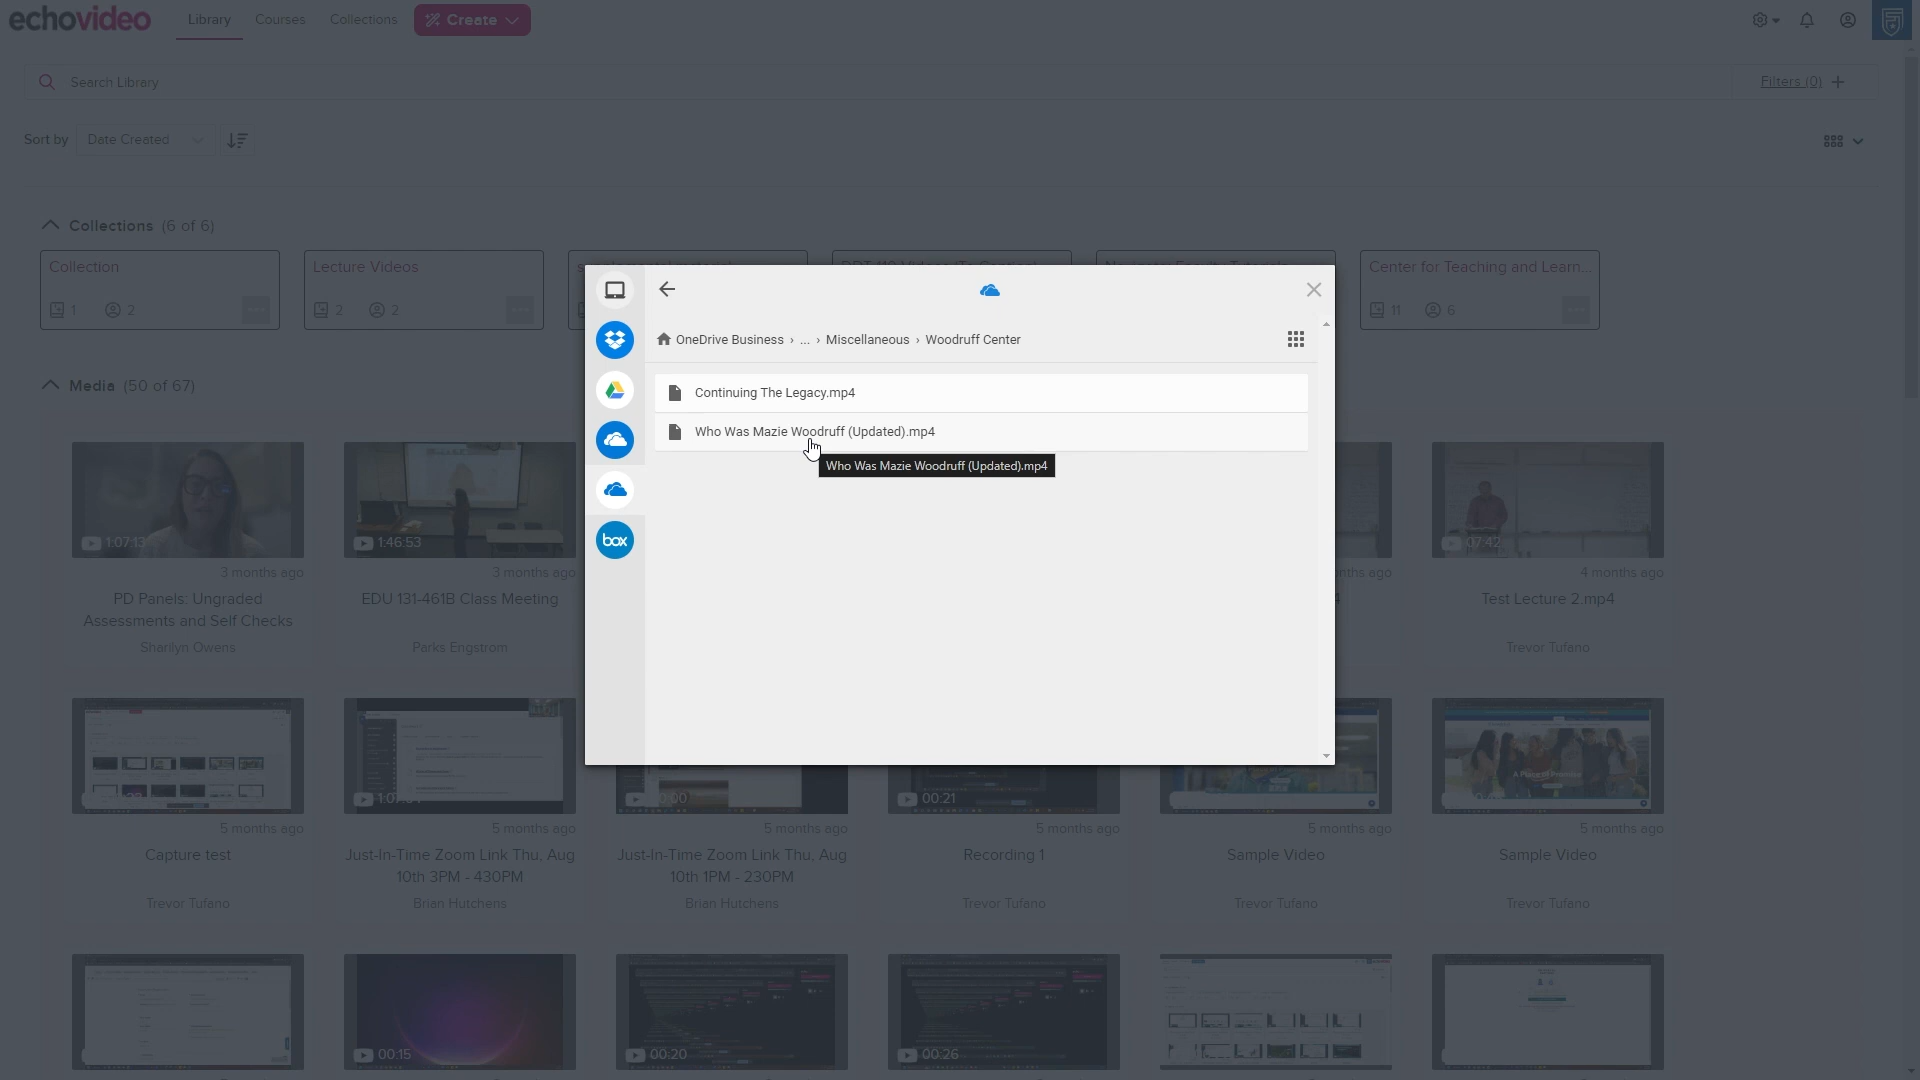 echovideo
Library
Courses
Collections
Create
Search Library
Filters (0)
Sort by
Date Created
Collections (6 of 6)
Collection
1
2
Lecture Videos
2
2
Center for Teaching and Learn...
11
6
OneDrive Business › ... › Miscellaneous › Woodruff Center
Continuing The Legacy.mp4
Who Was Mazie Woodruff (Updated).mp4
Who Was Mazie Woodruff (Updated).mp4
box
Media (50 of 67)
1:07:13
3 months ago
PD Panels: Ungraded
Assessments and Self Checks
Sharilyn Owens
1:46:53
3 months ago
EDU 131-461B Class Meeting
Parks Engstrom
07:42
4 months ago
Test Lecture 2.mp4
Trevor Tufano
5 months ago
Capture test
Trevor Tufano
5 months ago
Just-In-Time Zoom Link Thu, Aug
10th 3PM - 430PM
Brian Hutchens
5 months ago
Just-In-Time Zoom Link Thu, Aug
10th 1PM - 230PM
Brian Hutchens
00:21
5 months ago
Recording 1
Trevor Tufano
5 months ago
Sample Video
Trevor Tufano
5 months ago
Sample Video
Trevor Tufano
00:15
00:20
00:26